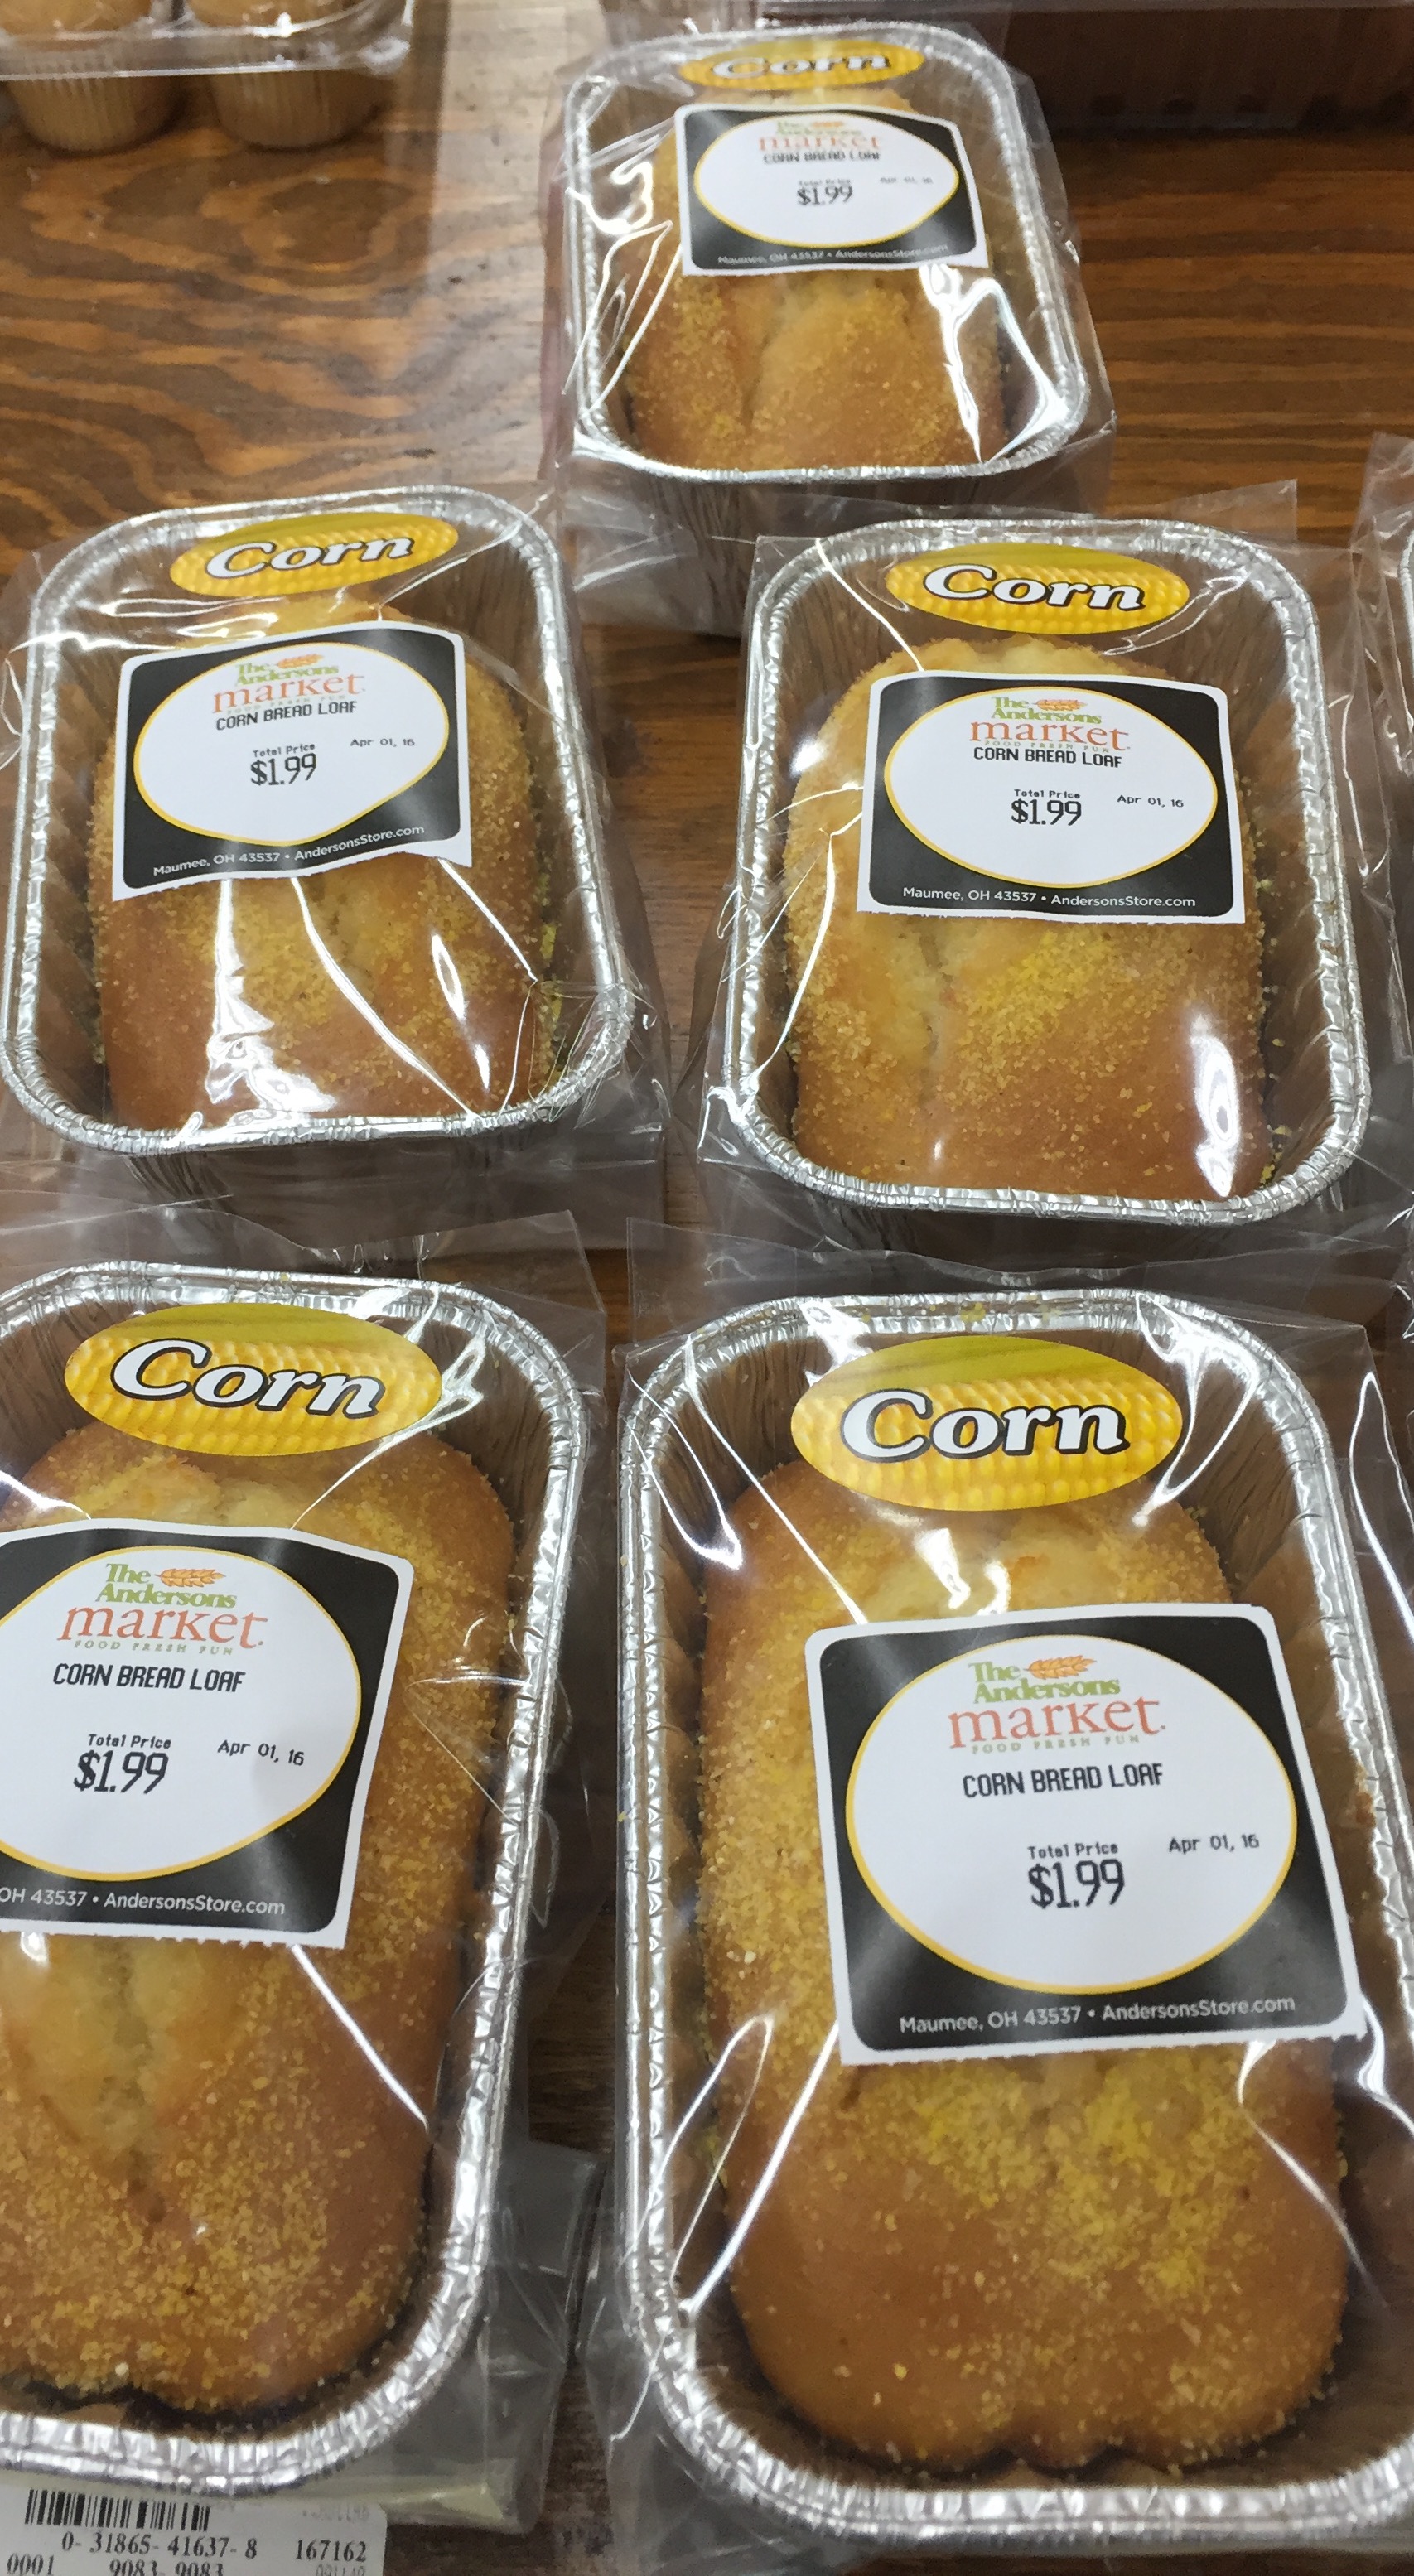 Corn
The
Andersons
market
CORN BREAD LOAF
Total Price
Apr 01, 16
$1.99
Maumee, OH 43537 • AndersonsStore.com
Corn
The
Andersons
market.
FOOD FRESH FUN
CORN BREAD LOAF
Total Price
Apr 01, 16
$1.99
Maumee, OH 43537 • AndersonsStore.com
Corn
The
Andersons
market.
FOOD FRESH FUN
CORN BREAD LOAF
Total Price
Apr 01, 16
$1.99
Maumee, OH 43537 • AndersonsStore.com
Corn
The
Andersons
market.
FOOD FRESH FUN
CORN BREAD LOAF
Total Price
Apr 01, 16
$1.99
OH 43537 • AndersonsStore.com
Corn
The
Andersons
market.
FOOD FRESH FUN
CORN BREAD LOAF
Total Price
Apr 01, 16
$1.99
Maumee, OH 43537 • AndersonsStore.com
0- 31865- 41637- 8 167162
0001 9083- 9083